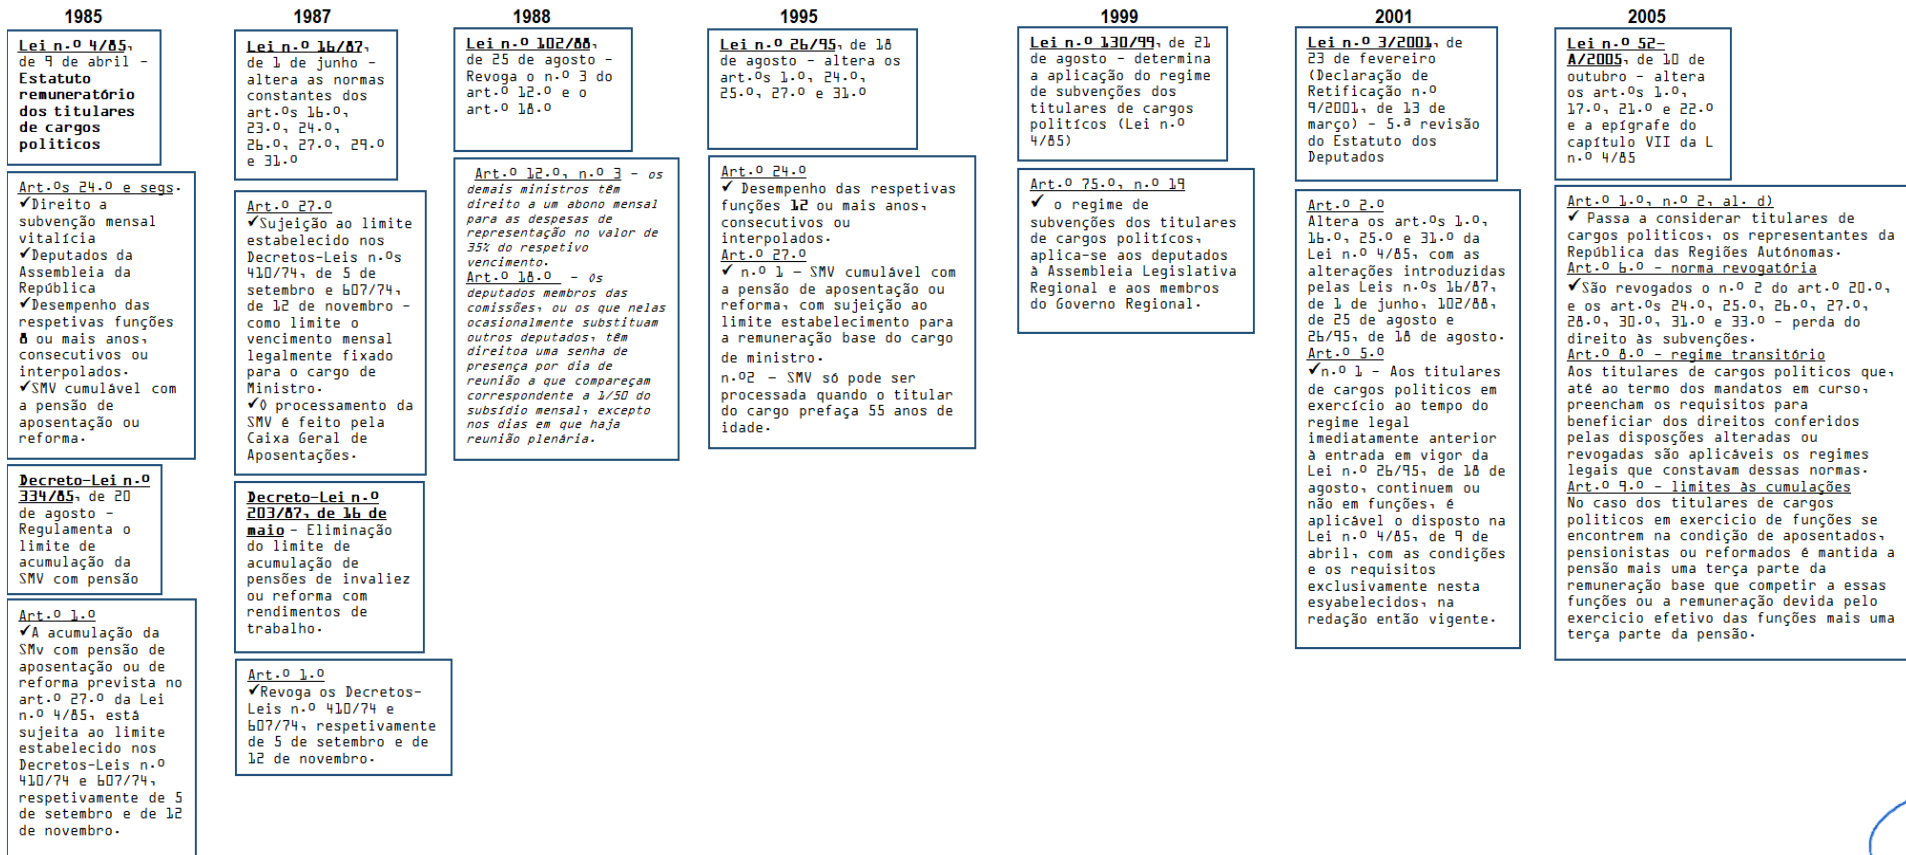 1985
Lei n.º 4/85,
de 9 de abril –
Estatuto
remuneratório
dos titulares
de cargos
politicos
Art.ºs 24.º e segs.
✓Direito a
subvenção mensal
vitalícia
✓Deputados da
Assembleia da
República
✓Desempenho das
respetivas funções
8 ou mais anos,
consecutivos ou
interpolados.
✓SMV cumulável com
a pensão de
aposentação ou
reforma.
Decreto-Lei n.º
334/85, de 20
de agosto –
Regulamenta o
limite de
acumulação da
SMV com pensão
Art.º 1.º
✓A acumulação da
SMv com pensão de
aposentação ou de
reforma prevista no
art.º 27.º da Lei
n.º 4/85, está
sujeita ao limite
estabelecido nos
Decretos-Leis n.º
410/74 e 607/74,
respetivamente de 5
de setembro e de 12
de novembro.
1987
Lei n.º 16/87,
de 1 de junho –
altera as normas
constantes dos
art.ºs 16.º,
23.º, 24.º,
26.º, 27.º, 29.º
e 31.º
Art.º 27.º
✓Sujeição ao limite
estabelecido nos
Decretos-Leis n.ºs
410/74, de 5 de
setembro e 607/74,
de 12 de novembro –
como limite o
vencimento mensal
legalmente fixado
para o cargo de
Ministro.
✓O processamento da
SMV é feito pela
Caixa Geral de
Aposentações.
Decreto-Lei n.º
203/87, de 16 de
maio – Eliminação
do limite de
acumulação de
pensões de invaliez
ou reforma com
rendimentos de
trabalho.
Art.º 1.º
✓Revoga os Decretos-
Leis n.º 410/74 e
607/74, respetivamente
de 5 de setembro e de
12 de novembro.
1988
Lei n.º 102/88,
de 25 de agosto –
Revoga o n.º 3 do
art.º 12.º e o
art.º 18.º
Art.º 12.º, n.º 3 – os
demais ministros têm
direito a um abono mensal
para as despesas de
representação no valor de
35% do respetivo
vencimento.
Art.º 18.º – Os
deputados membros das
comissões, ou os que nelas
ocasionalmente substituam
outros deputados, têm
direitoa uma senha de
presença por dia de
reunião a que compareçam
correspondente a 1/50 do
subsídio mensal, excepto
nos dias em que haja
reunião plenária.
1995
Lei n.º 26/95, de 18
de agosto – altera os
art.ºs 1.º, 24.º,
25.º, 27.º e 31.º
Art.º 24.º
✓ Desempenho das respetivas
funções 12 ou mais anos,
consecutivos ou
interpolados.
Art.º 27.º
✓ n.º 1 – SMV cumulável com
a pensão de aposentação ou
reforma, com sujeição ao
limite estabelecimento para
a remuneração base do cargo
de ministro.
n.º2 – SMV só pode ser
processada quando o titular
do cargo prefaça 55 anos de
idade.
1999
Lei n.º 130/99, de 21
de agosto – determina
a aplicação do regime
de subvenções dos
titulares de cargos
politícos (Lei n.º
4/85)
Art.º 75.º, n.º 19
✓ o regime de
subvenções dos titulares
de cargos politícos,
aplica-se aos deputados
à Assembleia Legislativa
Regional e aos membros
do Governo Regional.
2001
Lei n.º 3/2001, de
23 de fevereiro
(Declaração de
Retificação n.º
9/2001, de 13 de
março) – 5.ª revisão
do Estatuto dos
Deputados
Art.º 2.º
Altera os art.ºs 1.º,
16.º, 25.º e 31.º da
Lei n.º 4/85, com as
alterações introduzidas
pelas Leis n.ºs 16/87,
de 1 de junho, 102/88,
de 25 de agosto e
26/95, de 18 de agosto.
Art.º 5.º
✓n.º 1 – Aos titulares
de cargos politicos em
exercício ao tempo do
regime legal
imediatamente anterior
à entrada em vigor da
Lei n.º 26/95, de 18 de
agosto, continuem ou
não em funções, é
aplicável o disposto na
Lei n.º 4/85, de 9 de
abril, com as condições
e os requisitos
exclusivamente nesta
esyabelecidos, na
redação então vigente.
2005
Lei n.º 52-
A/2005, de 10 de
outubro – altera
os art.ºs 1.º,
17.º, 21.º e 22.º
e a epígrafe do
capítulo VII da L
n.º 4/85
Art.º 1.º, n.º 2, al. d)
✓ Passa a considerar titulares de
cargos politicos, os representantes da
República das Regiões Autónomas.
Art.º 6.º – norma revogatória
✓São revogados o n.º 2 do art.º 20.º,
e os art.ºs 24.º, 25.º, 26.º, 27.º,
28.º, 30.º, 31.º e 33.º – perda do
direito às subvenções.
Art.º 8.º – regime transitório
Aos titulares de cargos politicos que,
até ao termo dos mandatos em curso,
preencham os requisitos para
beneficiar dos direitos conferidos
pelas disposções alteradas ou
revogadas são aplicáveis os regimes
legais que constavam dessas normas.
Art.º 9.º – limites às cumulações
No caso dos titulares de cargos
politicos em exercicio de funções se
encontrem na condição de aposentados,
pensionistas ou reformados é mantida a
pensão mais uma terça parte da
remuneração base que competir a essas
funções ou a remuneração devida pelo
exercicio efetivo das funções mais uma
terça parte da pensão.